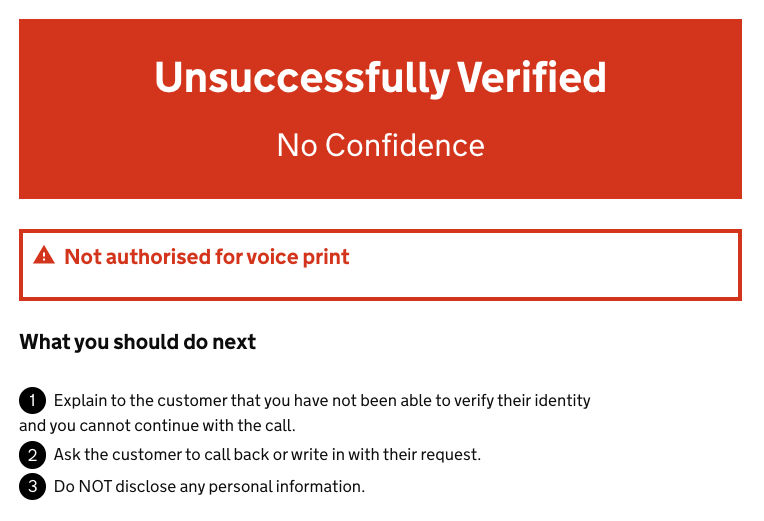 Unsuccessfully Verified
No Confidence
Not authorised for voice print
What you should do next
1 Explain to the customer that you have not been able to verify their identity
and you cannot continue with the call.
2 Ask the customer to call back or write in with their request.
3 Do NOT disclose any personal information.